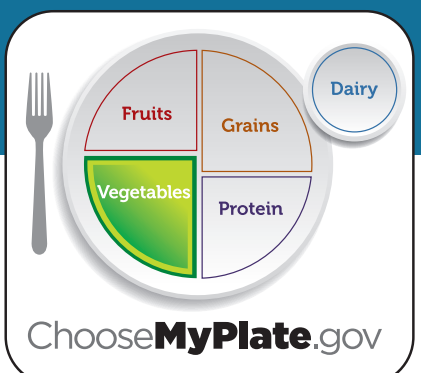 Dairy
Fruits
Grains
Vegetables
Protein
ChooseMyPlate.gov